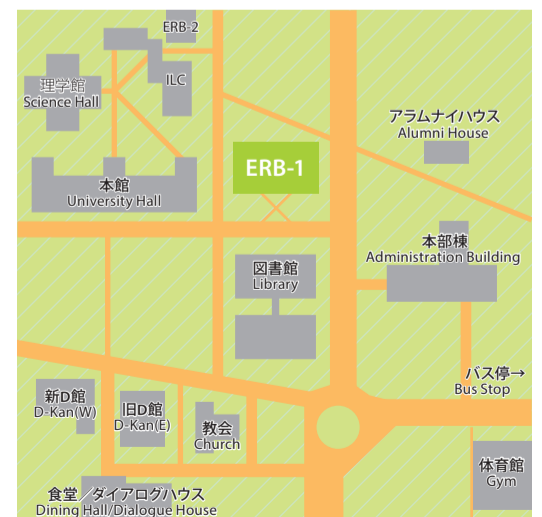 ERB-2
ILC
理学館
Science Hall
アラムナイハウス
Alumni House
ERB-1
本館
University Hall
本部棟
Administration Building
図書館
Library
バス停→
Bus Stop
新D館
D-Kan(W)
旧D館
D-Kan(E)
教会
Church
体育館
Gym
食堂／ダイアログハウス
Dining Hall/Dialogue House